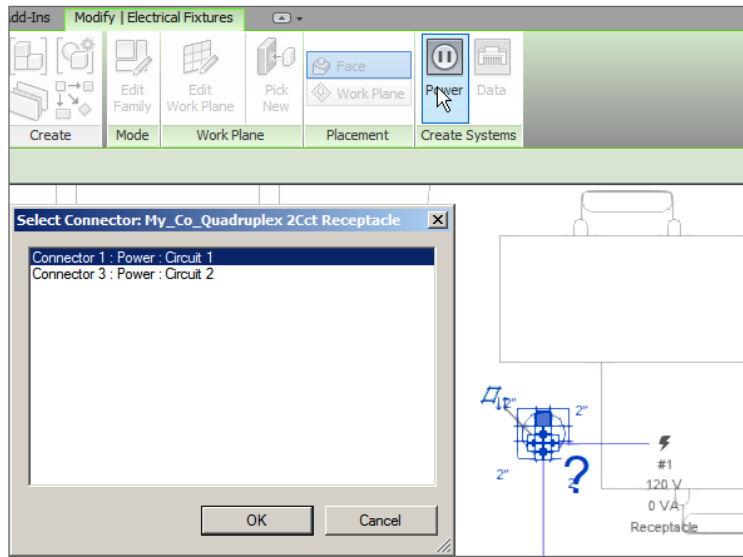 dd-Ins Modify | Electrical Fixtures
Face
Edit Family
Edit Work Plane
Pick New
Work Plane
Power
Data
Create
Mode
Work Plane
Placement
Create Systems
Select Connector: My_Co_Quadruplex 2Cct Receptacle
Connector 1 : Power : Circuit 1
Connector 3 : Power : Circuit 2
OK
Cancel
2"
2"
2"
?
#1
120 V
0 VA
Receptacle